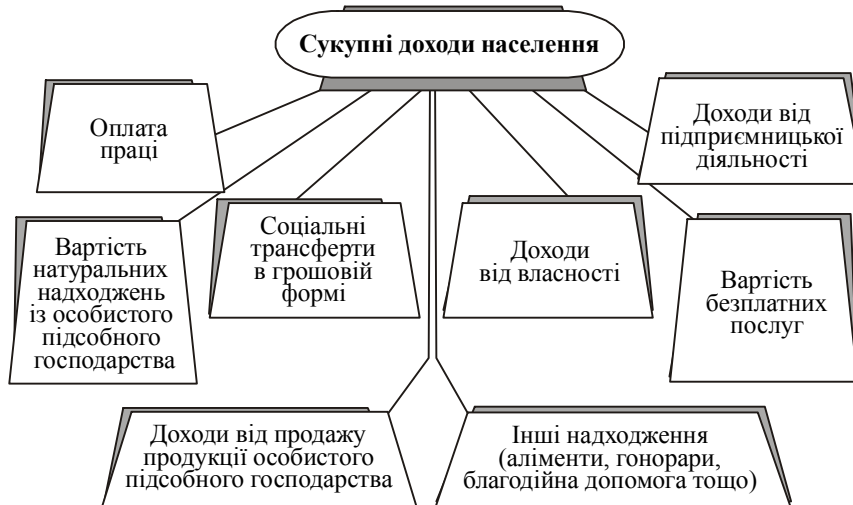 Сукупні доходи населення
Оплата
праці
Доходи від
підприємницької
діяльності
Вартість
натуральних
надходжень
із особистого
підсобного
господарства
Соціальні
трансферти
в грошовій
формі
Доходи
від власності
Вартість
безплатних
послуг
Доходи від продажу
продукції особистого
підсобного господарства
Інші надходження
(аліменти, гонорари,
благодійна допомога тощо)